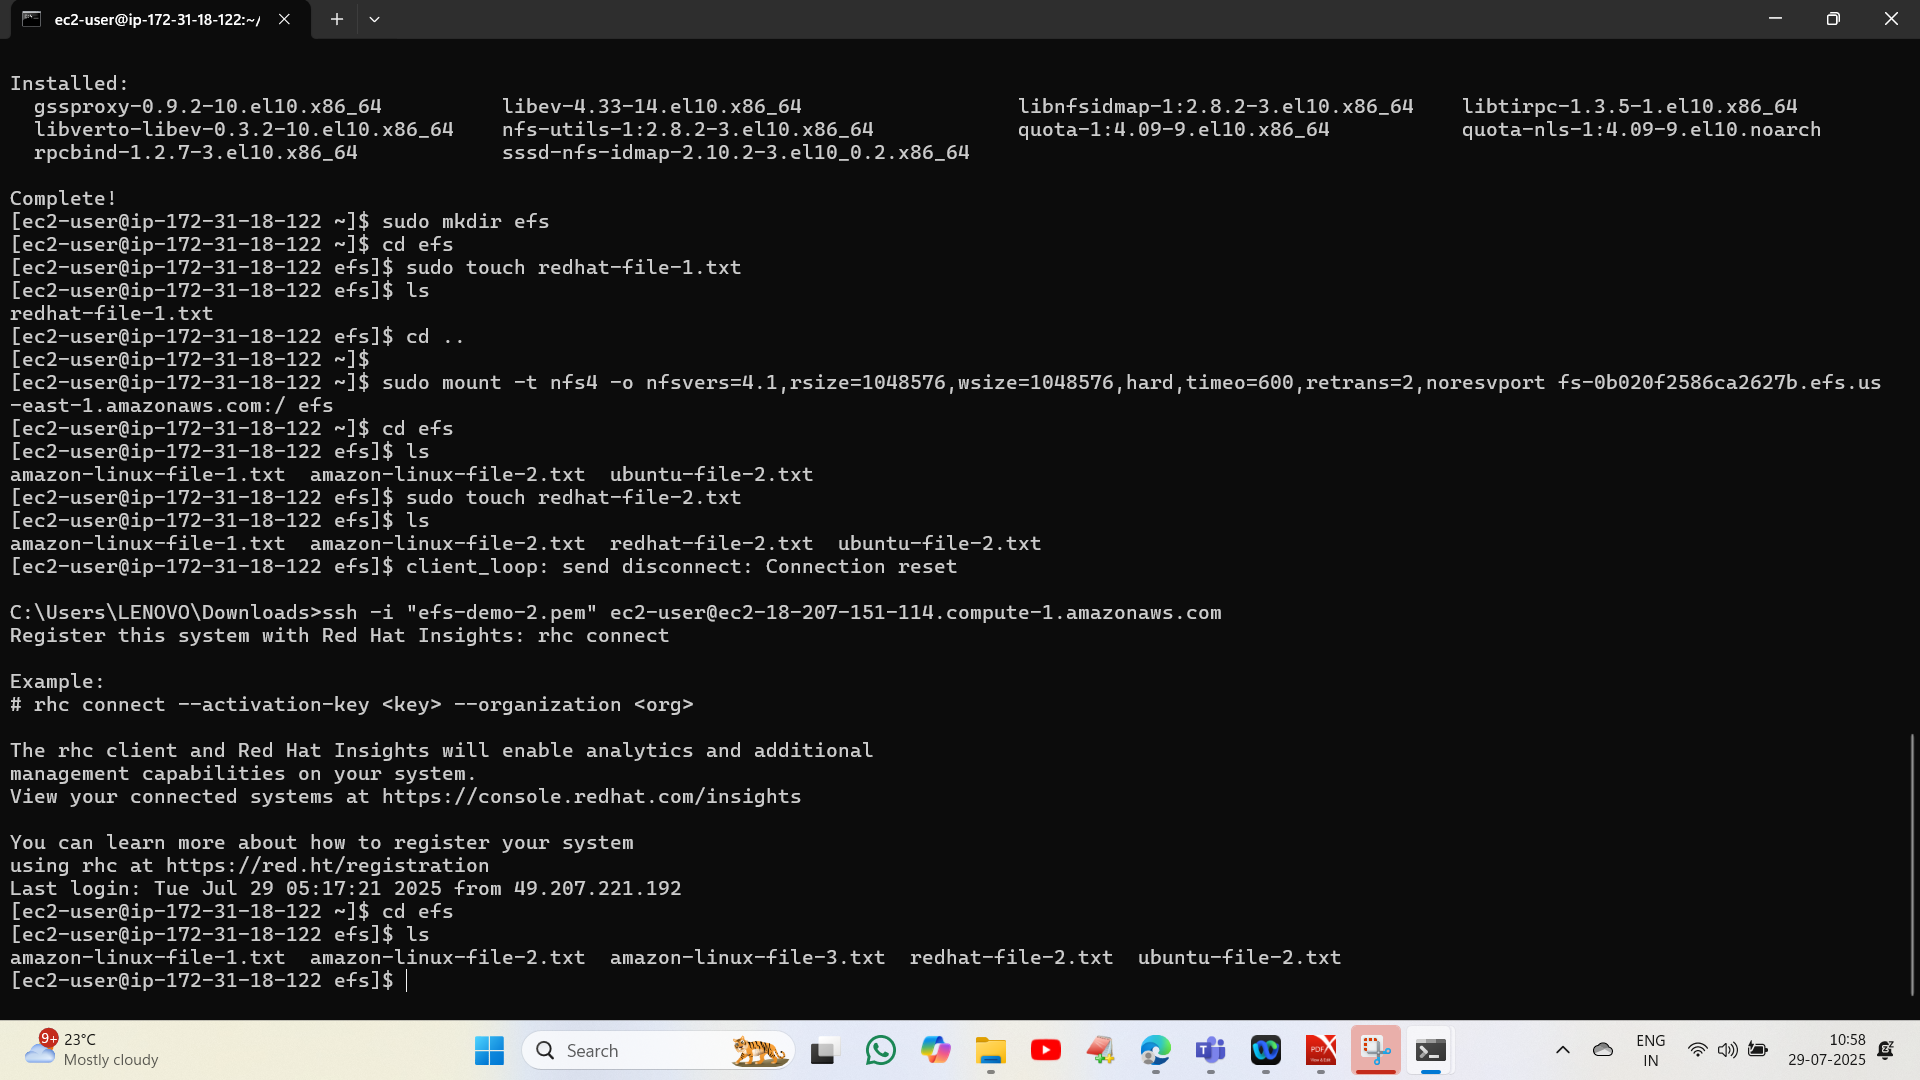 ec2-user@ip-172-31-18-122:~/
Installed:
  gssproxy-0.9.2-10.el10.x86_64          libev-4.33-14.el10.x86_64                  libnfsidmap-1:2.8.2-3.el10.x86_64    libtirpc-1.3.5-1.el10.x86_64
  libverto-libev-0.3.2-10.el10.x86_64    nfs-utils-1:2.8.2-3.el10.x86_64            quota-1:4.09-9.el10.x86_64           quota-nls-1:4.09-9.el10.noarch
  rpcbind-1.2.7-3.el10.x86_64            sssd-nfs-idmap-2.10.2-3.el10_0.2.x86_64
Complete!
[ec2-user@ip-172-31-18-122 ~]$ sudo mkdir efs
[ec2-user@ip-172-31-18-122 ~]$ cd efs
[ec2-user@ip-172-31-18-122 efs]$ sudo touch redhat-file-1.txt
[ec2-user@ip-172-31-18-122 efs]$ ls
redhat-file-1.txt
[ec2-user@ip-172-31-18-122 efs]$ cd ..
[ec2-user@ip-172-31-18-122 ~]$
[ec2-user@ip-172-31-18-122 ~]$ sudo mount -t nfs4 -o nfsvers=4.1,rsize=1048576,wsize=1048576,hard,timeo=600,retrans=2,noresvport fs-0b020f2586ca2627b.efs.us
-east-1.amazonaws.com:/ efs
[ec2-user@ip-172-31-18-122 ~]$ cd efs
[ec2-user@ip-172-31-18-122 efs]$ ls
amazon-linux-file-1.txt  amazon-linux-file-2.txt  ubuntu-file-2.txt
[ec2-user@ip-172-31-18-122 efs]$ sudo touch redhat-file-2.txt
[ec2-user@ip-172-31-18-122 efs]$ ls
amazon-linux-file-1.txt  amazon-linux-file-2.txt  redhat-file-2.txt  ubuntu-file-2.txt
[ec2-user@ip-172-31-18-122 efs]$ client_loop: send disconnect: Connection reset
C:\Users\LENOVO\Downloads>ssh -i "efs-demo-2.pem" ec2-user@ec2-18-207-151-114.compute-1.amazonaws.com
Register this system with Red Hat Insights: rhc connect
Example:
# rhc connect --activation-key <key> --organization <org>
The rhc client and Red Hat Insights will enable analytics and additional
management capabilities on your system.
View your connected systems at https://console.redhat.com/insights
You can learn more about how to register your system
using rhc at https://red.ht/registration
Last login: Tue Jul 29 05:17:21 2025 from 49.207.221.192
[ec2-user@ip-172-31-18-122 ~]$ cd efs
[ec2-user@ip-172-31-18-122 efs]$ ls
amazon-linux-file-1.txt  amazon-linux-file-2.txt  amazon-linux-file-3.txt  redhat-file-2.txt  ubuntu-file-2.txt
[ec2-user@ip-172-31-18-122 efs]$
9+ 23°C
Mostly cloudy
Search
PDF
ENG
IN
10:58
29-07-2025